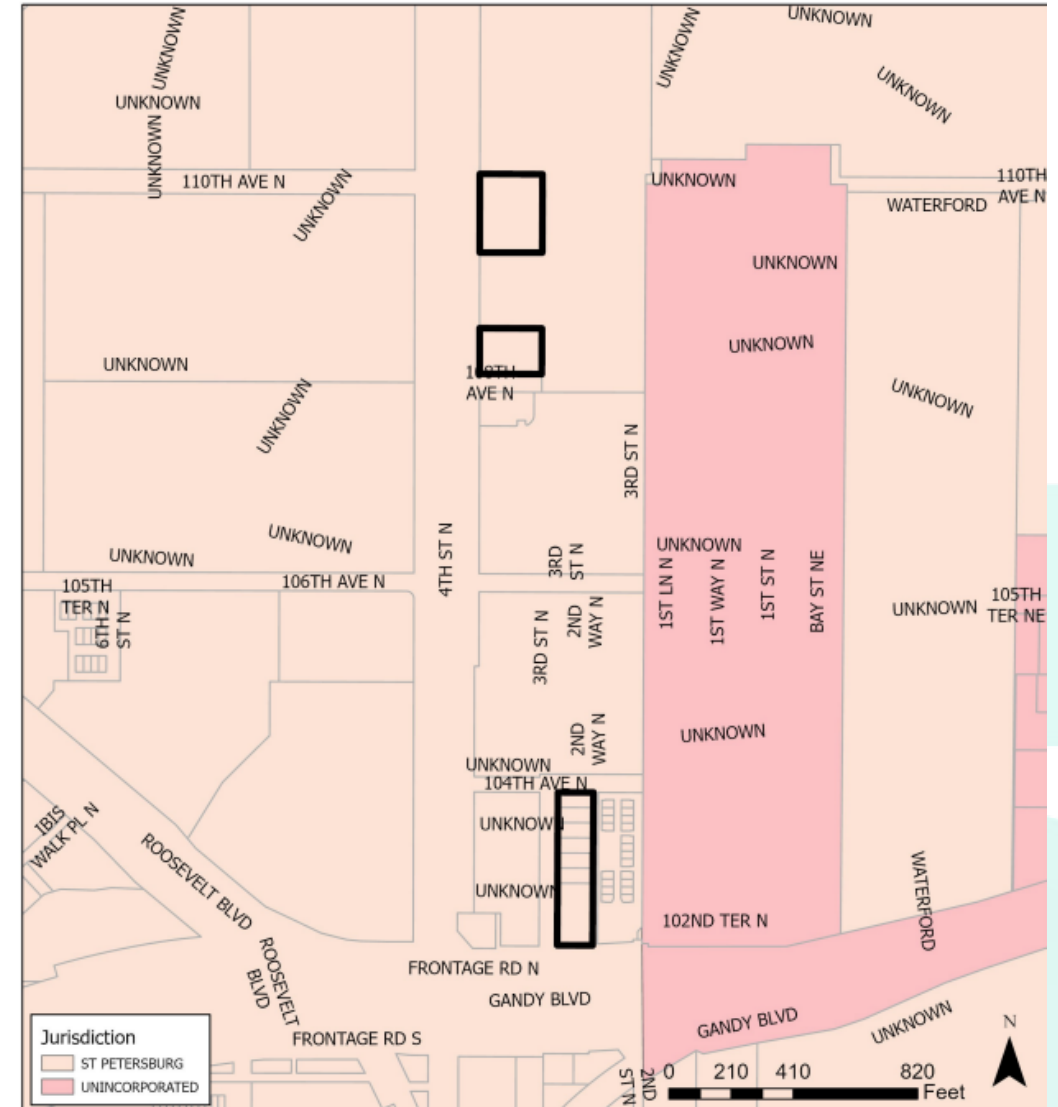 UNKNOWN
UNKNOWN
UNKNOWN
UNKNOWN
UNKNOWN
UNKNOWN
UNKNOWN
110TH AVE N
UNKNOWN
UNKNOWN
110TH
AVE N
WATERFORD
UNKNOWN
UNKNOWN
UNKNOWN
AVE N
UNKNOWN
UNKNOWN
3RD ST N
4TH ST N
UNKNOWN
UNKNOWN
UNKNOWN
3RD
ST N
106TH AVE N
105TH
TER N
6TH
ST N
3RD ST N
2ND
WAY N
1ST LN N
1ST WAY N
1ST ST N
BAY ST NE
UNKNOWN
105TH
TER NE
2ND
WAY N
UNKNOWN
UNKNOWN
104TH AVE N
UNKNOWN
UNKNOWN
IBIS
WALK PL N
ROOSEVELT BLVD
ROOSEVELT
BLVD
102ND TER N
WATERFORD
FRONTAGE RD N
GANDY BLVD
GANDY BLVD
UNKNOWN
FRONTAGE RD S
2ND
ST N
Jurisdiction
ST PETERSBURG
UNINCORPORATED
0 210 410 820
Feet
N